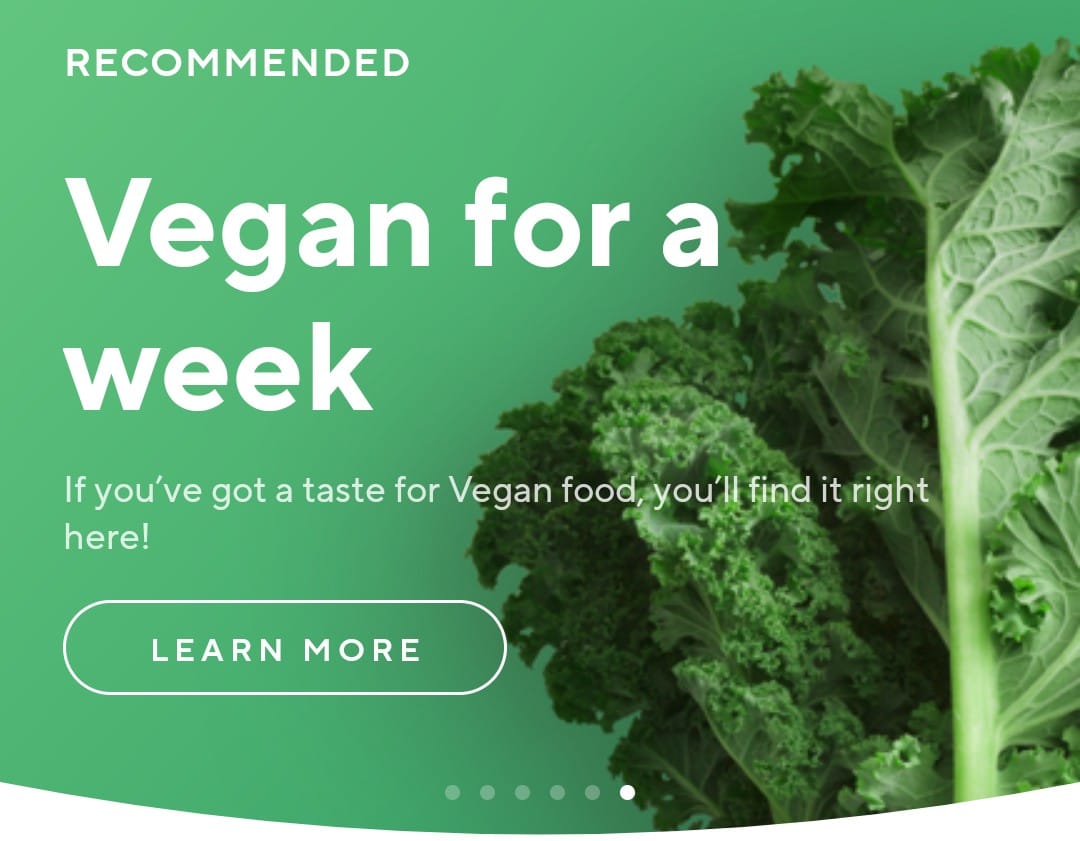 RECOMMENDED
Vegan for a
week
If you’ve got a taste for Vegan food, you’ll find it right
here!
LEARN MORE